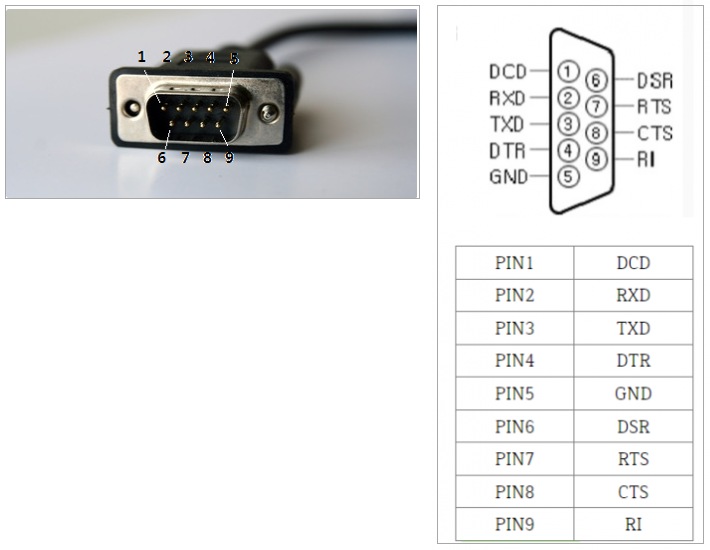 1 2 3 4 5
6 7 8 9
DCD 1 6 DSR
RXD 2 7 RTS
TXD 3 8 CTS
DTR 4 9 RI
GND 5
PIN1 DCD
PIN2 RXD
PIN3 TXD
PIN4 DTR
PIN5 GND
PIN6 DSR
PIN7 RTS
PIN8 CTS
PIN9 RI